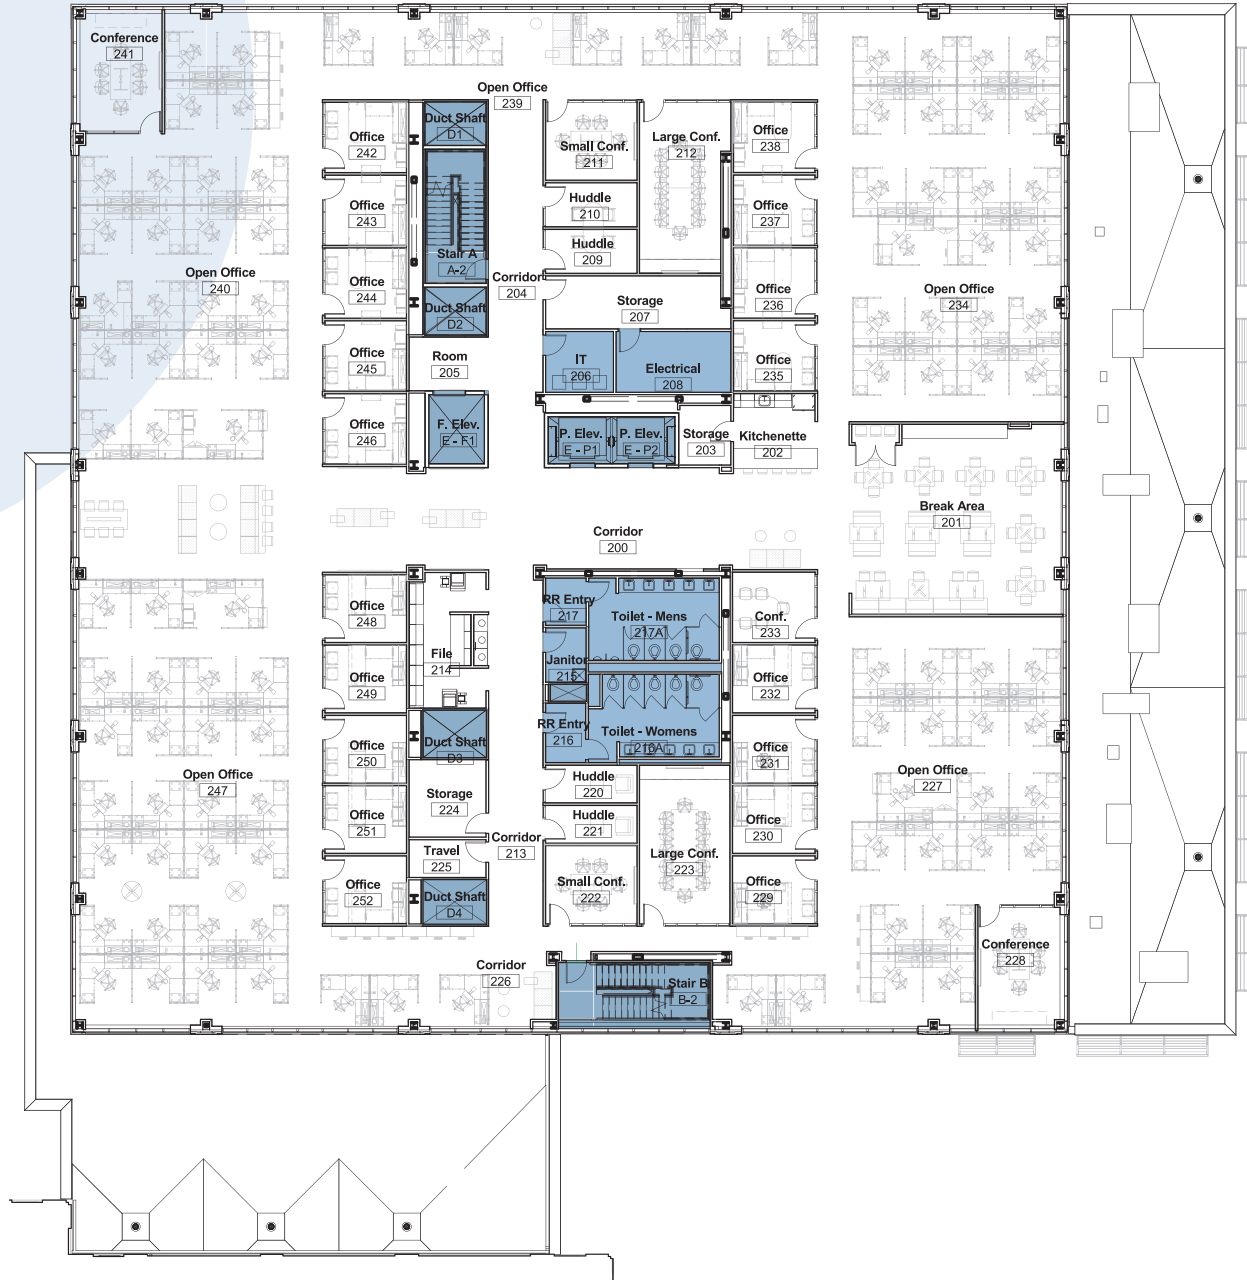 Conference
241
Open Office
239
Duct Shaft
D1
Office
242
Small Conf.
211
Large Conf.
212
Office
238
Office
243
Huddle
210
Office
237
Huddle
209
Stair A
A-2
Open Office
240
Corridor
204
Office
244
Office
236
Open Office
234
Duct Shaft
D2
Storage
207
Room
205
Office
245
IT
206
Electrical
208
Office
235
Office
246
F. Elev.
E - F1
P. Elev.
E - P1
P. Elev.
E - P2
Storage
203
Kitchenette
202
Break Area
201
Corridor
200
Office
248
RR Entry
217
Toilet - Mens
217A
Conf.
233
File
214
Janitor
215
Office
249
Office
232
RR Entry
216
Toilet - Womens
216A
Duct Shaft
D3
Office
250
Office
231
Open Office
247
Huddle
220
Open Office
227
Storage
224
Office
251
Huddle
221
Office
230
Corridor
213
Travel
225
Large Conf.
223
Office
252
Duct Shaft
D4
Small Conf.
222
Office
229
Conference
228
Corridor
226
Stair B
B-2